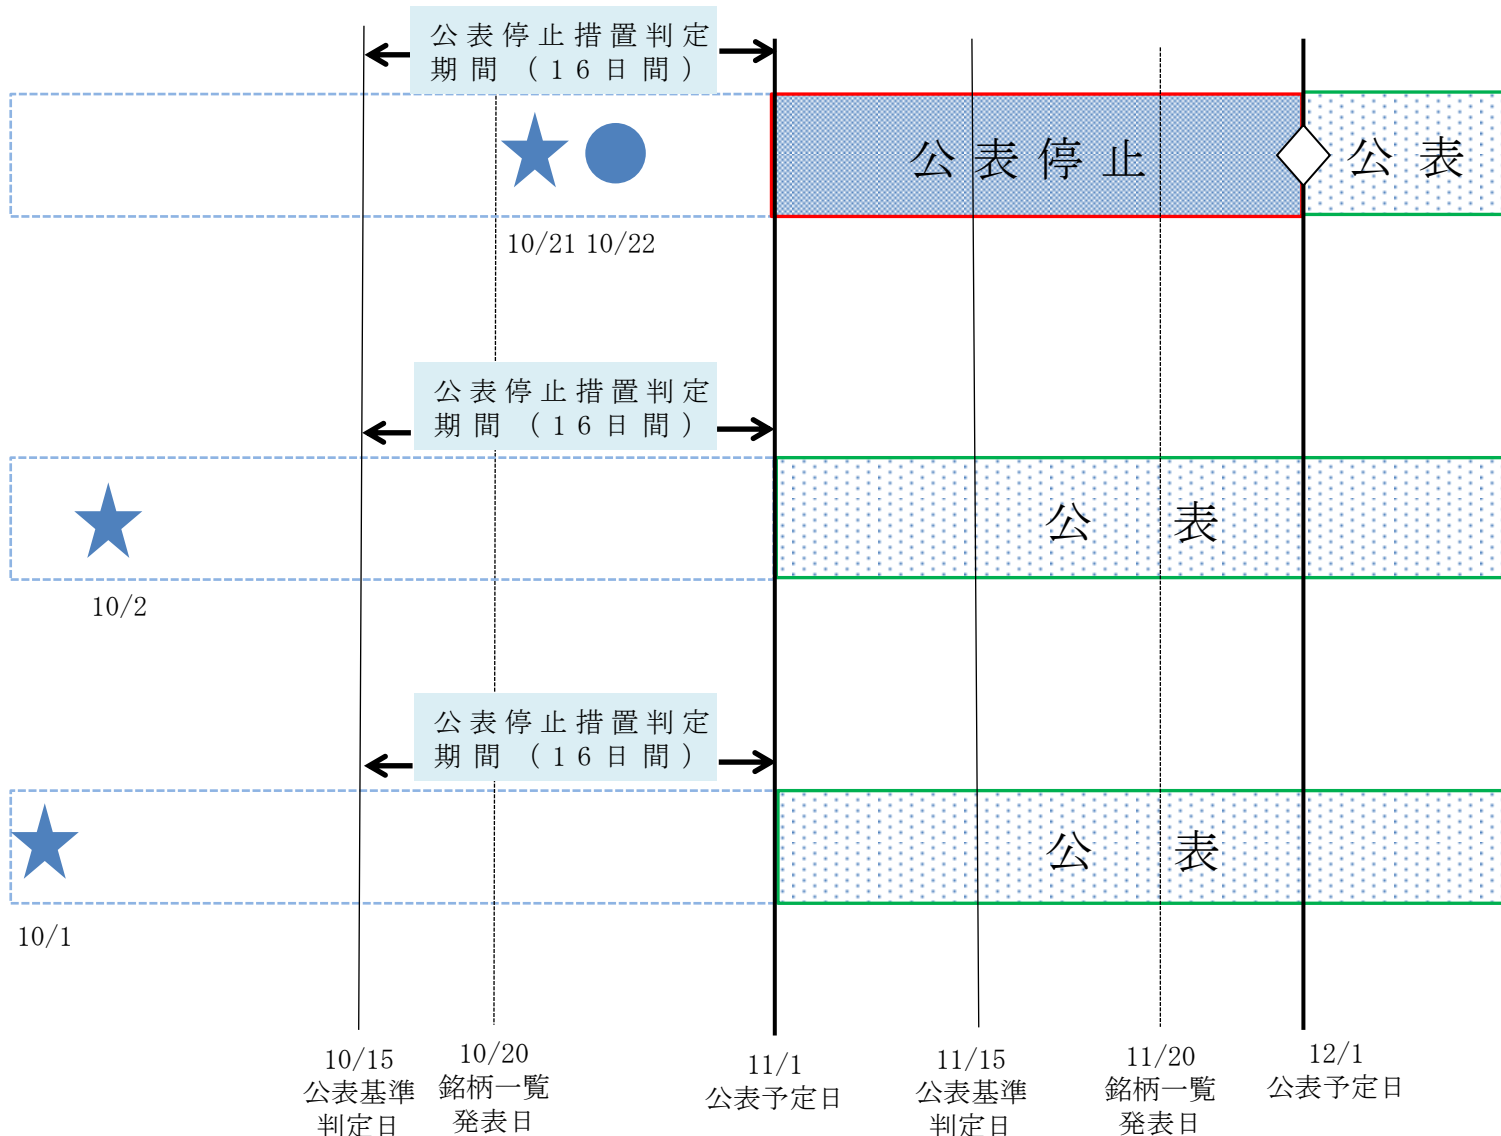 公表停止措置判定
期間（16日間）
公表停止
公表
10/21 10/22
公表停止措置判定
期間（16日間）
公　表
10/2
公表停止措置判定
期間（16日間）
公　表
10/1
10/15
公表基準
判定日
10/20
銘柄一覧
発表日
11/1
公表予定日
11/15
公表基準
判定日
11/20
銘柄一覧
発表日
12/1
公表予定日